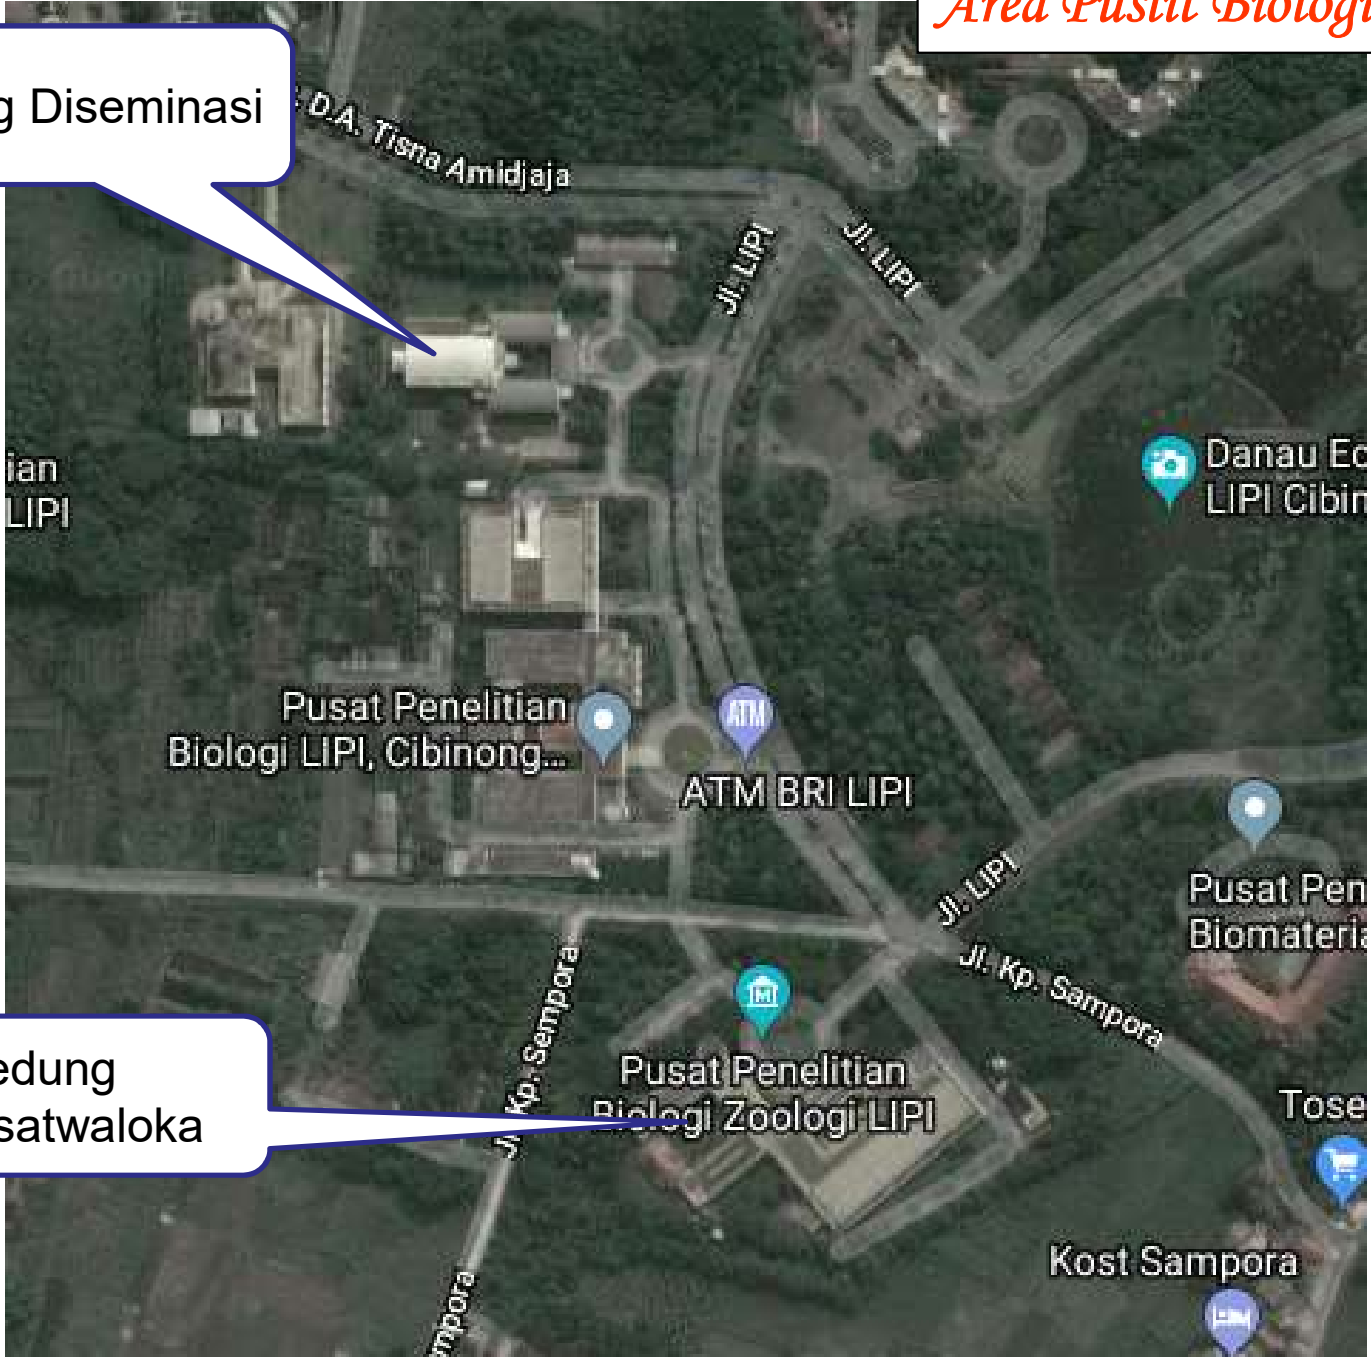 Area Puslit Biologi
g Diseminasi
D.A. Tisna Amidjaja
Jl. LIPI
Jl. LIPI
ian
LIPI
Danau Ec
LIPI Cibin
Pusat Penelitian
Biologi LIPI, Cibinong...
ATM
ATM BRI LIPI
Jl. LIPI
Pusat Pen
Biomateria
Jl. Kp. Sampora
Jl. Kp. Sempora
M
Pusat Penelitian
Biologi Zoologi LIPI
edung
satwaloka
Tose
Kost Sampora
mpora